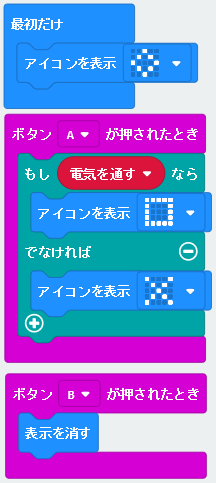 最初だけ
アイコンを表示
ボタン A が押されたとき
もし 電気を通す なら
アイコンを表示
でなければ
アイコンを表示
ボタン B が押されたとき
表示を消す